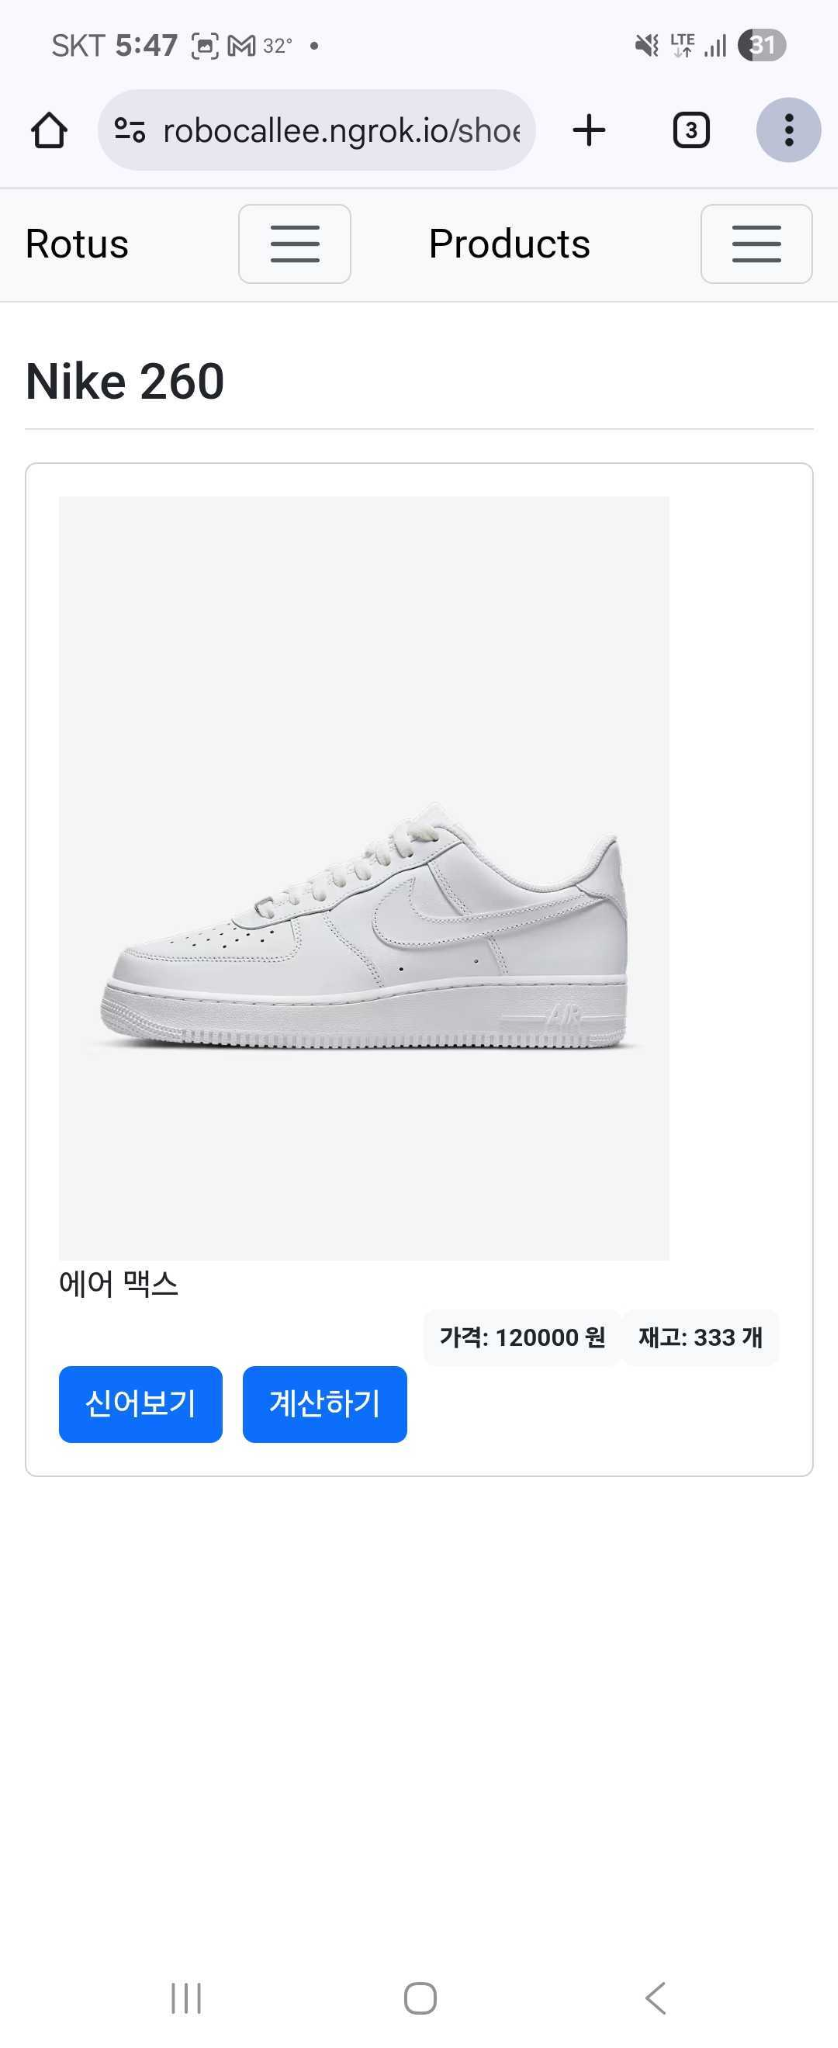 SKT 5:47 32° LTE 31
robocallee.ngrok.io/shoe 3
Rotus Products
Nike 260
AIR
에어 맥스
가격: 120000 원 재고: 333 개
신어보기 계산하기